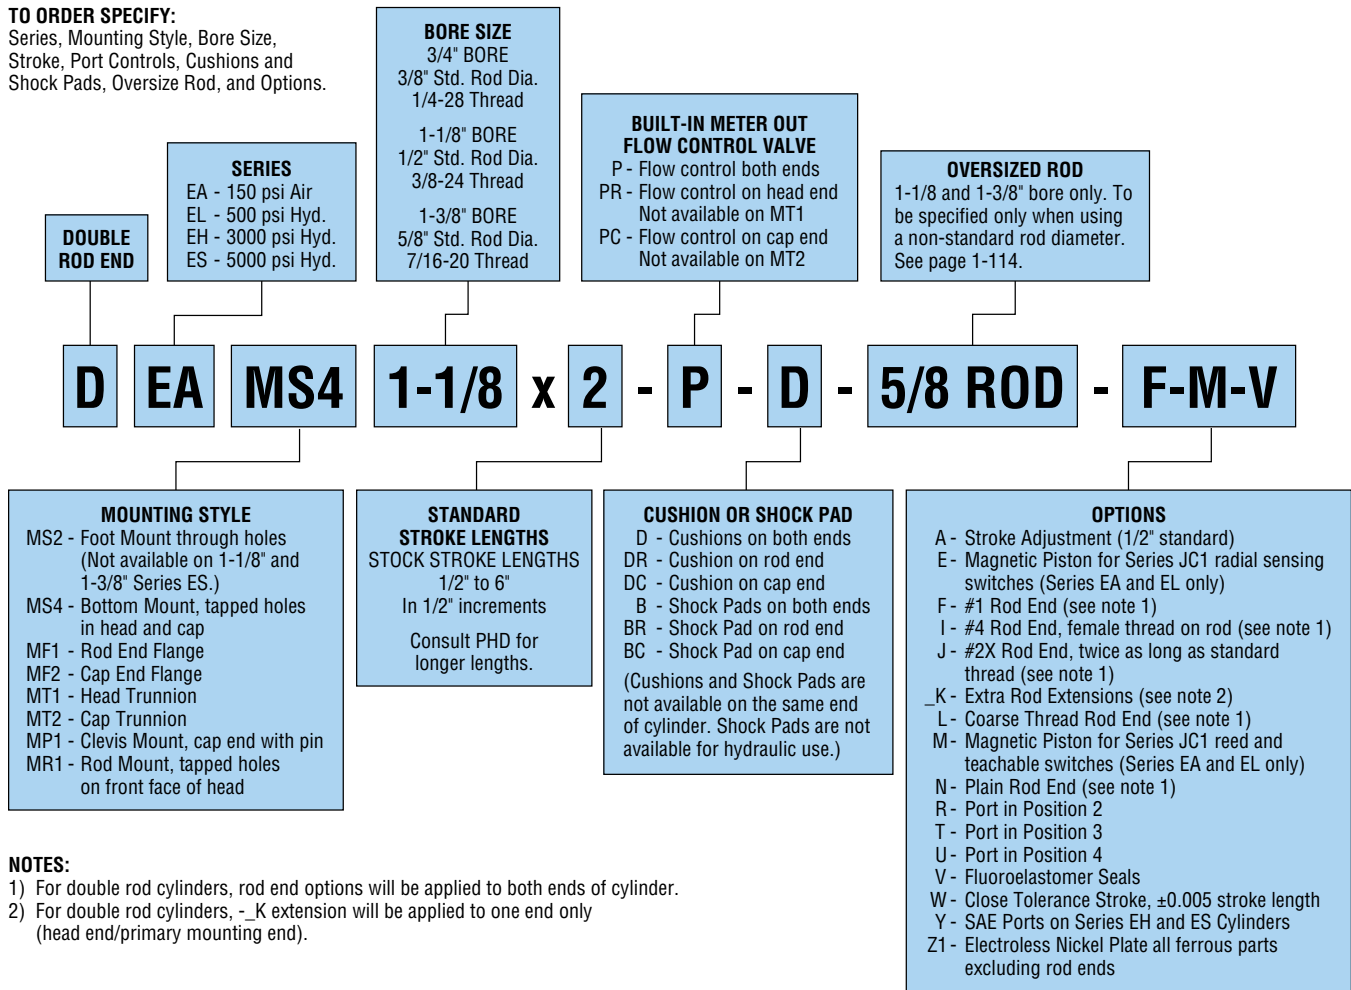 TO ORDER SPECIFY:
Series, Mounting Style, Bore Size,
Stroke, Port Controls, Cushions and
Shock Pads, Oversize Rod, and Options.
DOUBLE
ROD END
SERIES
EA - 150 psi Air
EL - 500 psi Hyd.
EH - 3000 psi Hyd.
ES - 5000 psi Hyd.
BORE SIZE
3/4" BORE
3/8" Std. Rod Dia.
1/4-28 Thread
1-1/8" BORE
1/2" Std. Rod Dia.
3/8-24 Thread
1-3/8" BORE
5/8" Std. Rod Dia.
7/16-20 Thread
BUILT-IN METER OUT
FLOW CONTROL VALVE
P - Flow control both ends
PR - Flow control on head end
Not available on MT1
PC - Flow control on cap end
Not available on MT2
OVERSIZED ROD
1-1/8 and 1-3/8" bore only. To
be specified only when using
a non-standard rod diameter.
See page 1-114.
D EA MS4 1-1/8 x 2 - P - D - 5/8 ROD - F-M-V
MOUNTING STYLE
MS2 - Foot Mount through holes
(Not available on 1-1/8" and
1-3/8" Series ES.)
MS4 - Bottom Mount, tapped holes
in head and cap
MF1 - Rod End Flange
MF2 - Cap End Flange
MT1 - Head Trunnion
MT2 - Cap Trunnion
MP1 - Clevis Mount, cap end with pin
MR1 - Rod Mount, tapped holes
on front face of head
STANDARD
STROKE LENGTHS
STOCK STROKE LENGTHS
1/2" to 6"
In 1/2" increments
Consult PHD for
longer lengths.
CUSHION OR SHOCK PAD
D - Cushions on both ends
DR - Cushion on rod end
DC - Cushion on cap end
B - Shock Pads on both ends
BR - Shock Pad on rod end
BC - Shock Pad on cap end
(Cushions and Shock Pads are
not available on the same end
of cylinder. Shock Pads are not
available for hydraulic use.)
OPTIONS
A - Stroke Adjustment (1/2" standard)
E - Magnetic Piston for Series JC1 radial sensing
switches (Series EA and EL only)
F - #1 Rod End (see note 1)
I - #4 Rod End, female thread on rod (see note 1)
J - #2X Rod End, twice as long as standard
thread (see note 1)
_K - Extra Rod Extensions (see note 2)
L - Coarse Thread Rod End (see note 1)
M - Magnetic Piston for Series JC1 reed and
teachable switches (Series EA and EL only)
N - Plain Rod End (see note 1)
R - Port in Position 2
T - Port in Position 3
U - Port in Position 4
V - Fluoroelastomer Seals
W - Close Tolerance Stroke, ±0.005 stroke length
Y - SAE Ports on Series EH and ES Cylinders
Z1 - Electroless Nickel Plate all ferrous parts
excluding rod ends
NOTES:
1) For double rod cylinders, rod end options will be applied to both ends of cylinder.
2) For double rod cylinders, -_K extension will be applied to one end only
(head end/primary mounting end).